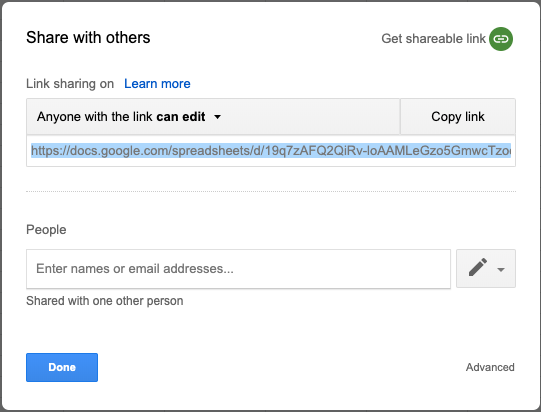 Share with others
Get shareable link
Link sharing on Learn more
Anyone with the link can edit
Copy link
https://docs.google.com/spreadsheets/d/19q7zAFQ2QiRv-loAAMLeGzo5GmwcTzo
People
Enter names or email addresses...
Shared with one other person
Done
Advanced